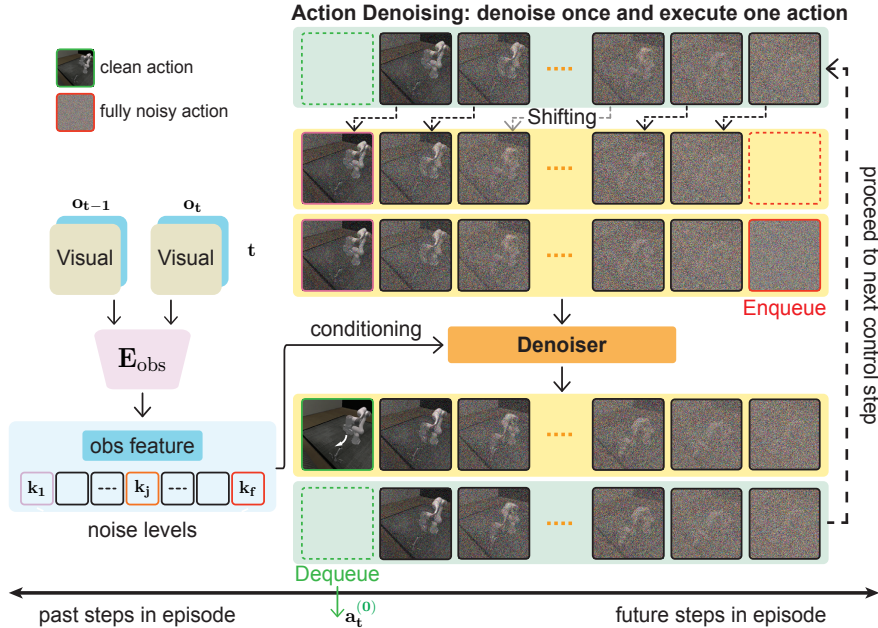 Action Denoising: denoise once and execute one action
clean action
fully noisy action
Shifting
proceed to next control step
o_{t-1}
o_t
Visual
Visual
t
Enqueue
conditioning
Denoiser
E_{obs}
obs feature
k_1
k_j
k_f
noise levels
Dequeue
past steps in episode
a_t^{(0)}
future steps in episode